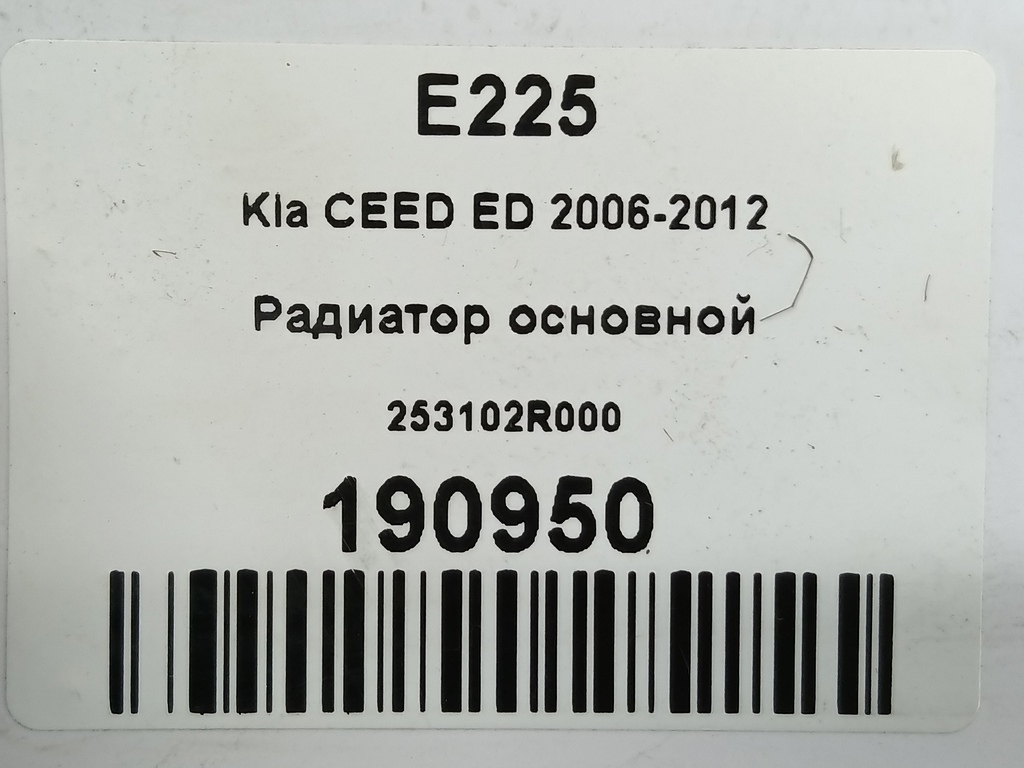 E225
Kia CEED ED 2006-2012
Радиатор основной
253102R000
190950